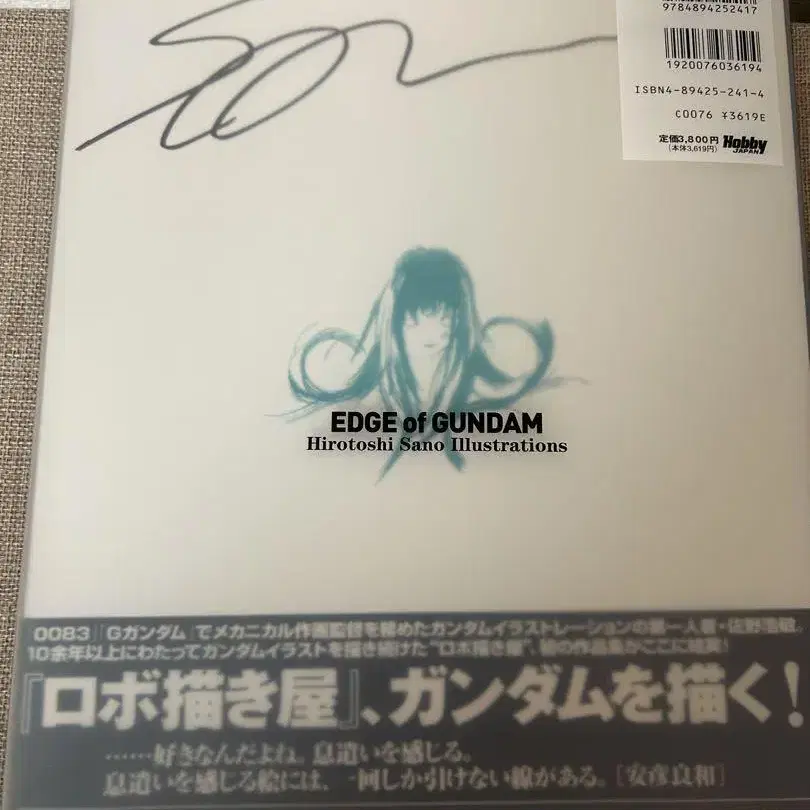 9784894252417
1920076036194
ISBN4-89425-241-4
C0076 ¥3619E
定価3,800円
(本体3,619円)
Hobby
JAPAN
EDGE of GUNDAM
Hirotoshi Sano Illustrations
0083』『Gガンダム』でメカニカル作画監督を務めたガンダムイラストレーションの第一人者・佐野浩敏。
10余年以上にわたってガンダムイラストを描き続けた“ロボ描き屋”、初の作品集がここに結実!
『ロボ描き屋』、ガンダムを描く!
……好きなんだよね。息遣いを感じる。
息遣いを感じる絵には、一回しか引けない線がある。[安彦良和]